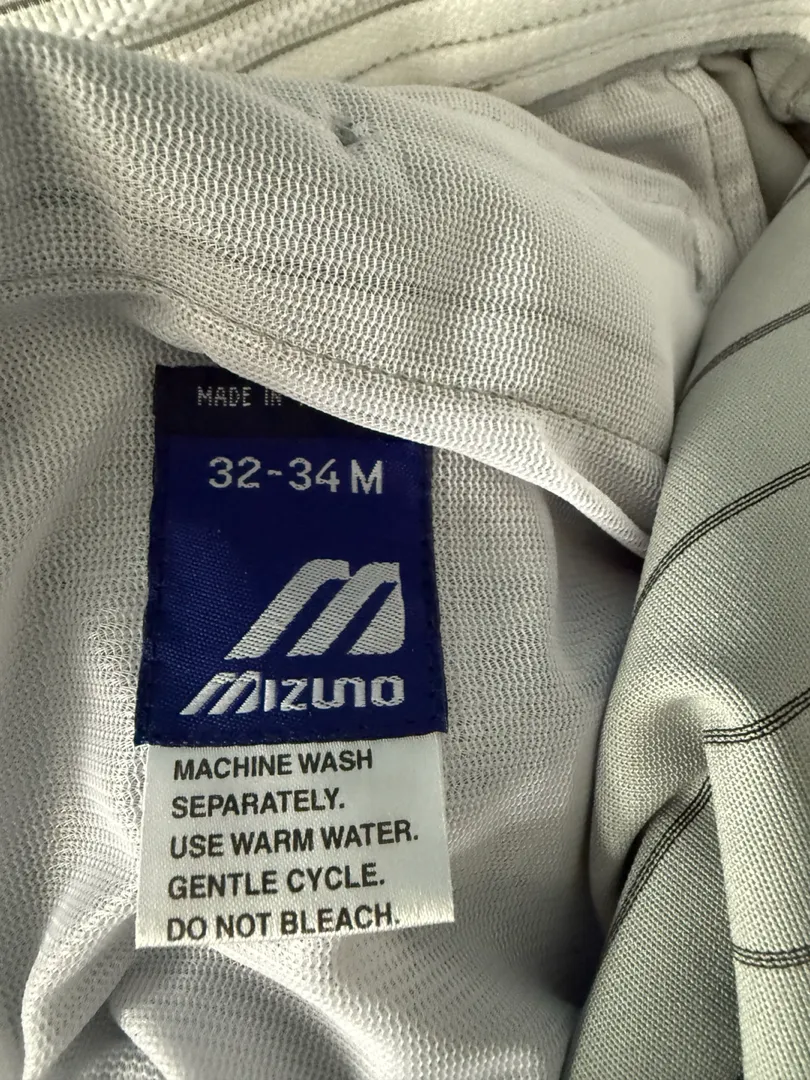 MADE IN
32-34 M
MIZUNO
MACHINE WASH
SEPARATELY.
USE WARM WATER.
GENTLE CYCLE.
DO NOT BLEACH.